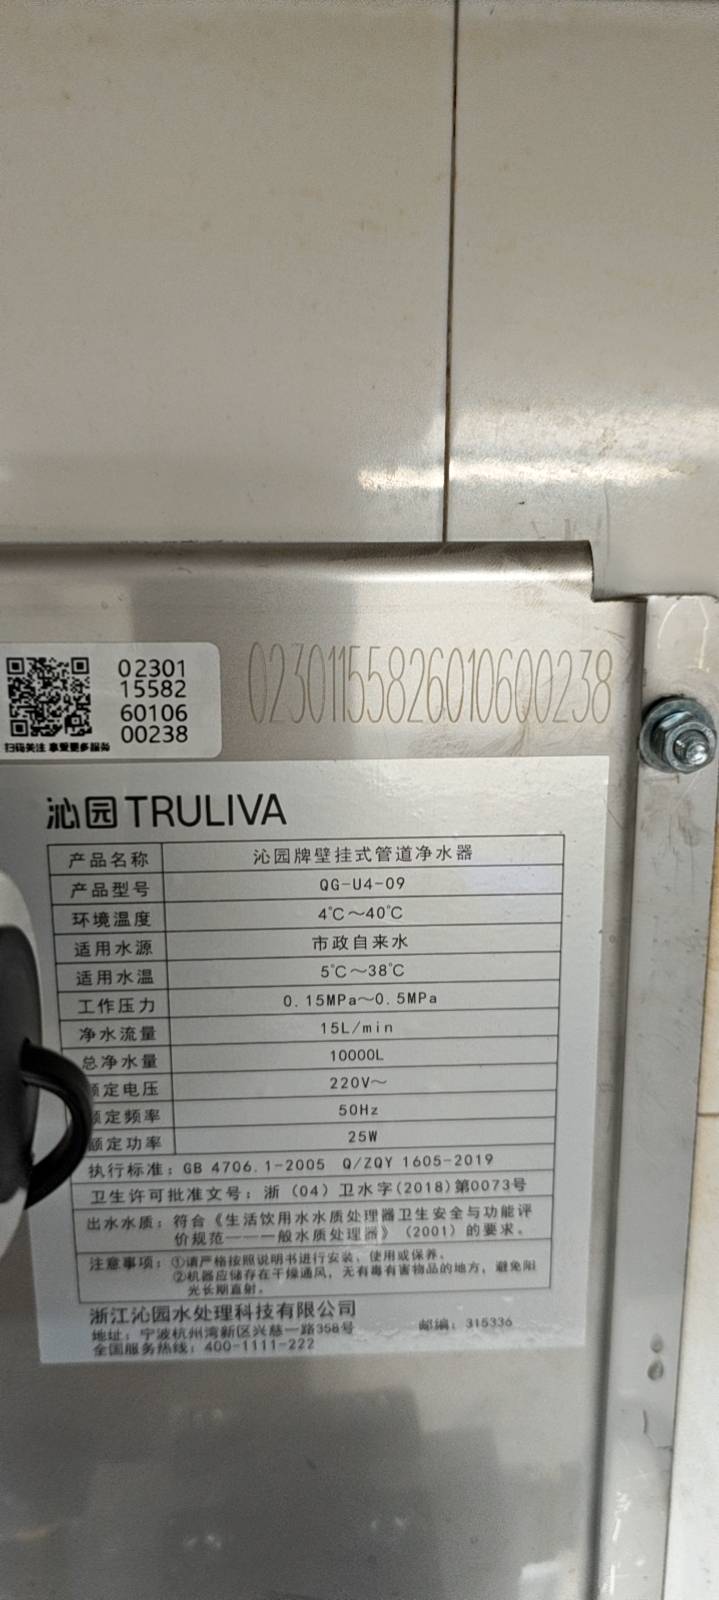 02301
15582
60106
00238
扫码关注 享受更多服务
02301155826010600238
沁园TRULIVA
产品名称 沁园牌壁挂式管道净水器
产品型号 QG-U4-09
环境温度 4℃~40℃
适用水源 市政自来水
适用水温 5℃~38℃
工作压力 0.15MPa~0.5MPa
净水流量 15L/min
总净水量 10000L
额定电压 220V~
额定频率 50Hz
额定功率 25W
执行标准：GB 4706.1-2005 Q/ZQY 1605-2019
卫生许可批准文号：浙（04）卫水字(2018)第0073号
出水水质：符合《生活饮用水水质处理器卫生安全与功能评
价规范———一般水质处理器》（2001）的要求。
注意事项：①请严格按照说明书进行安装、使用或保养。
②机器应储存在干燥通风，无有毒有害物品的地方，避免阳
光长期直射。
浙江沁园水处理科技有限公司
地址：宁波杭州湾新区兴慈一路358号 邮编：315336
全国服务热线：400-1111-222